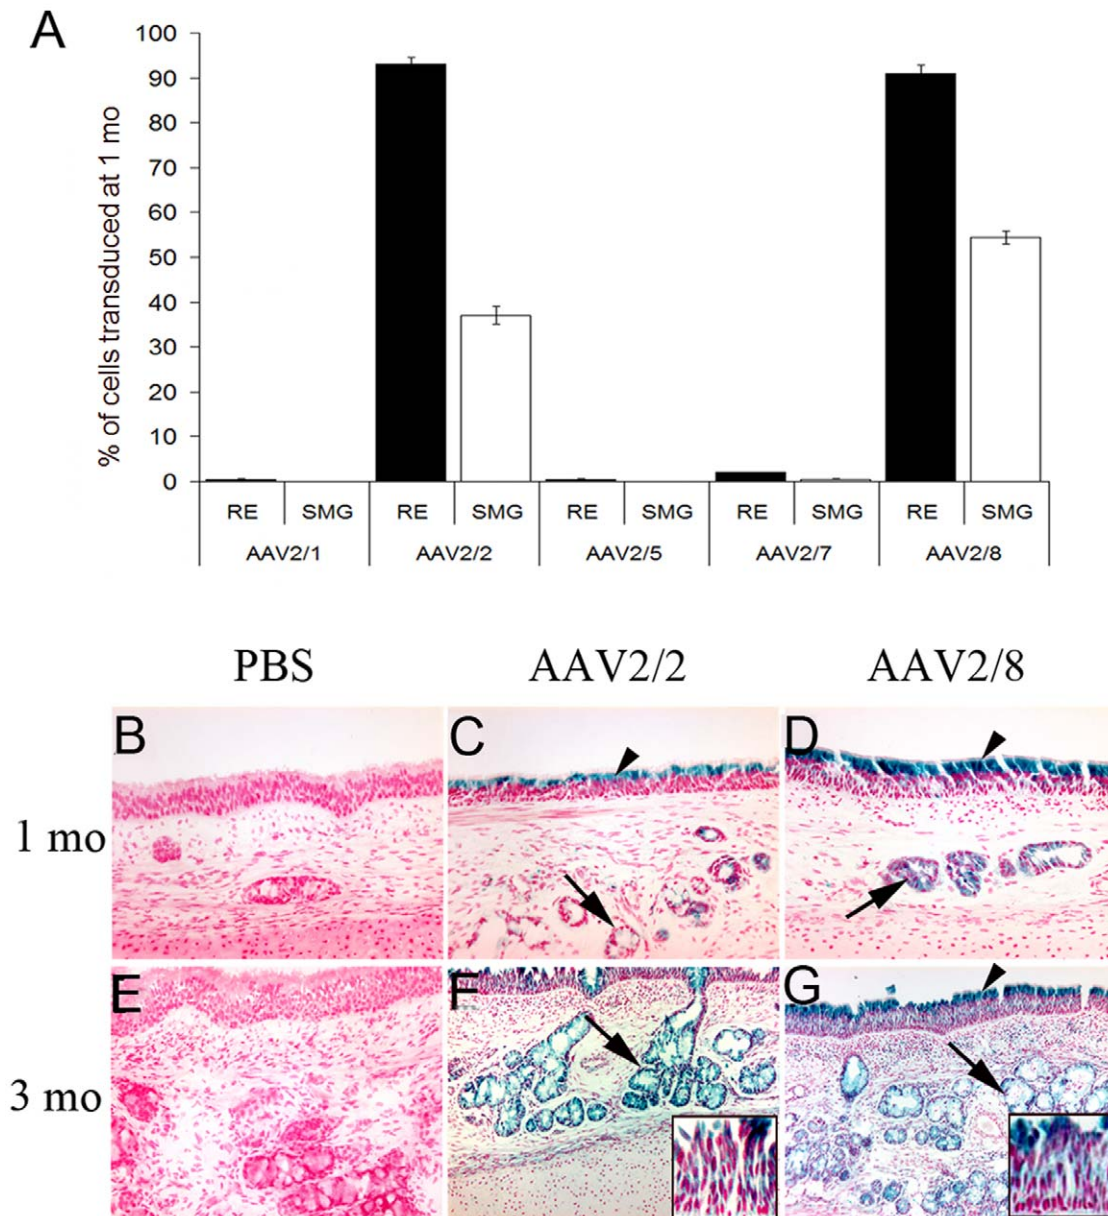 A
% of cells transduced at 1 mo
100
90
80
70
60
50
40
30
20
10
0
RE SMG RE SMG RE SMG RE SMG RE SMG
AAV2/1 AAV2/2 AAV2/5 AAV2/7 AAV2/8
PBS AAV2/2 AAV2/8
1 mo
B C D
3 mo
E F G